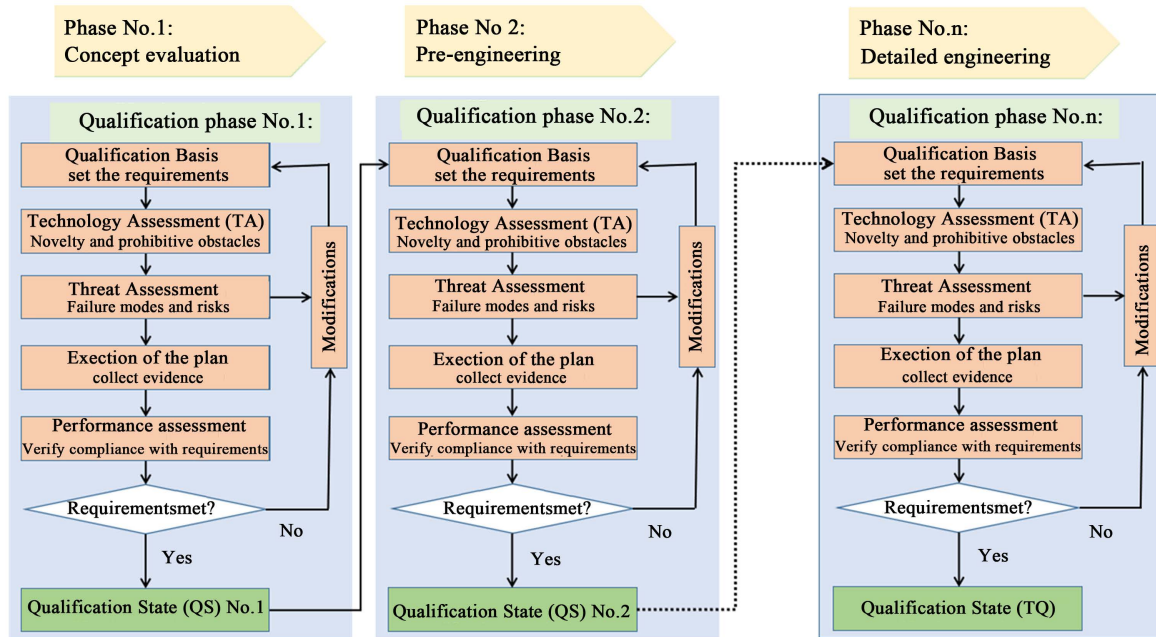 Phase No.1:
Concept evaluation
Phase No 2:
Pre-engineering
Phase No.n:
Detailed engineering
Qualification phase No.1:
Qualification Basis
set the requirements
Technology Assessment (TA)
Novelty and prohibitive obstacles
Threat Assessment
Failure modes and risks
Exection of the plan
collect evidence
Performance assessment
Verify compliance with requirements
Requirementsmet?
No
Yes
Qualification State (QS) No.1
Modifications
Qualification phase No.2:
Qualification Basis
set the requirements
Technology Assessment (TA)
Novelty and prohibitive obstacles
Threat Assessment
Failure modes and risks
Exection of the plan
collect evidence
Performance assessment
Verify compliance with requirements
Requirementsmet?
No
Yes
Qualification State (QS) No.2
Modifications
Qualification phase No.n:
Qualification Basis
set the requirements
Technology Assessment (TA)
Novelty and prohibitive obstacles
Threat Assessment
Failure modes and risks
Exection of the plan
collect evidence
Performance assessment
Verify compliance with requirements
Requirementsmet?
No
Yes
Qualification State (TQ)
Modifications